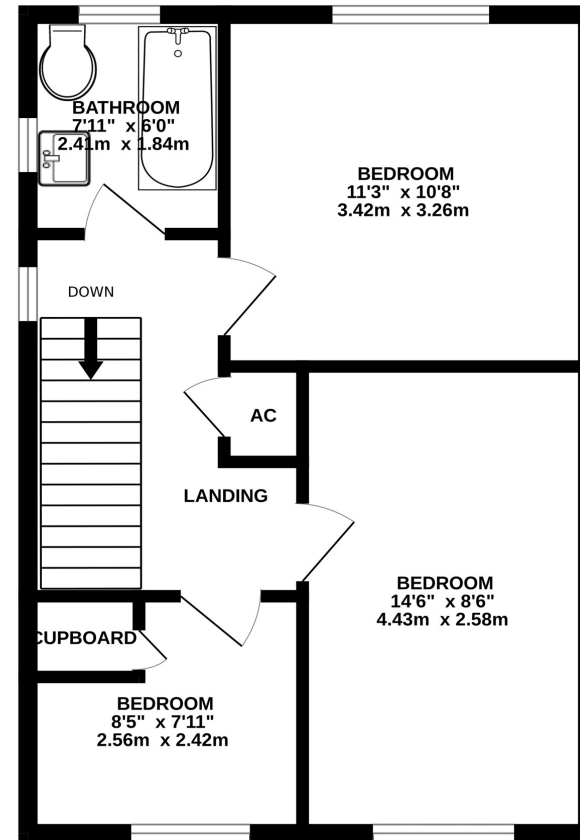 BATHROOM
7'11" x 6'0"
2.41m x 1.84m
BEDROOM
11'3" x 10'8"
3.42m x 3.26m
DOWN
AC
LANDING
BEDROOM
14'6" x 8'6"
4.43m x 2.58m
CUPBOARD
BEDROOM
8'5" x 7'11"
2.56m x 2.42m